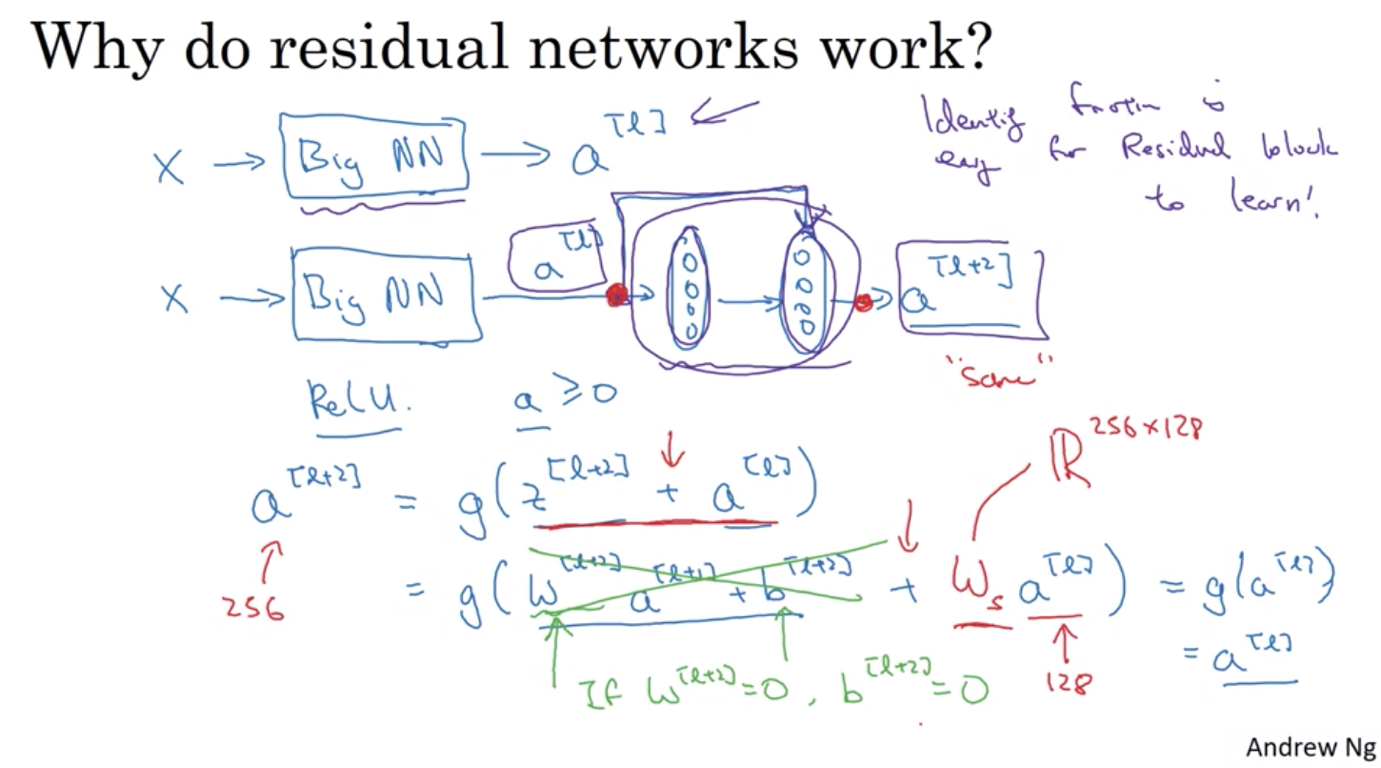 Why do residual networks work?
X → Big NN → a^[l]
Identity function is
easy for Residual block
to learn!
X → Big NN a^[l] → a^[l+2]
"Same"
ReLU. a ≥ 0
a^[l+2] = g(z^[l+2] + a^[l])
ℝ^256×128
256
= g(W^[l+2] a^[l+1] + b^[l+2] + W_s a^[l]) = g(a^[l])
= a^[l]
128
If W^[l+2] = 0, b^[l+2] = 0
Andrew Ng